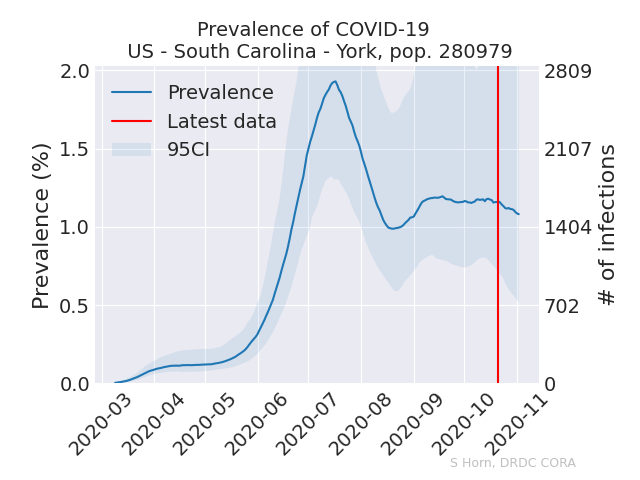 Prevalence of COVID-19
US - South Carolina - York, pop. 280979
Prevalence
Latest data
95CI
Prevalence (%)
2.0
1.5
1.0
0.5
0.0
2809
2107
1404
702
0
# of infections
2020-03
2020-04
2020-05
2020-06
2020-07
2020-08
2020-09
2020-10
2020-11
S Horn, DRDC CORA